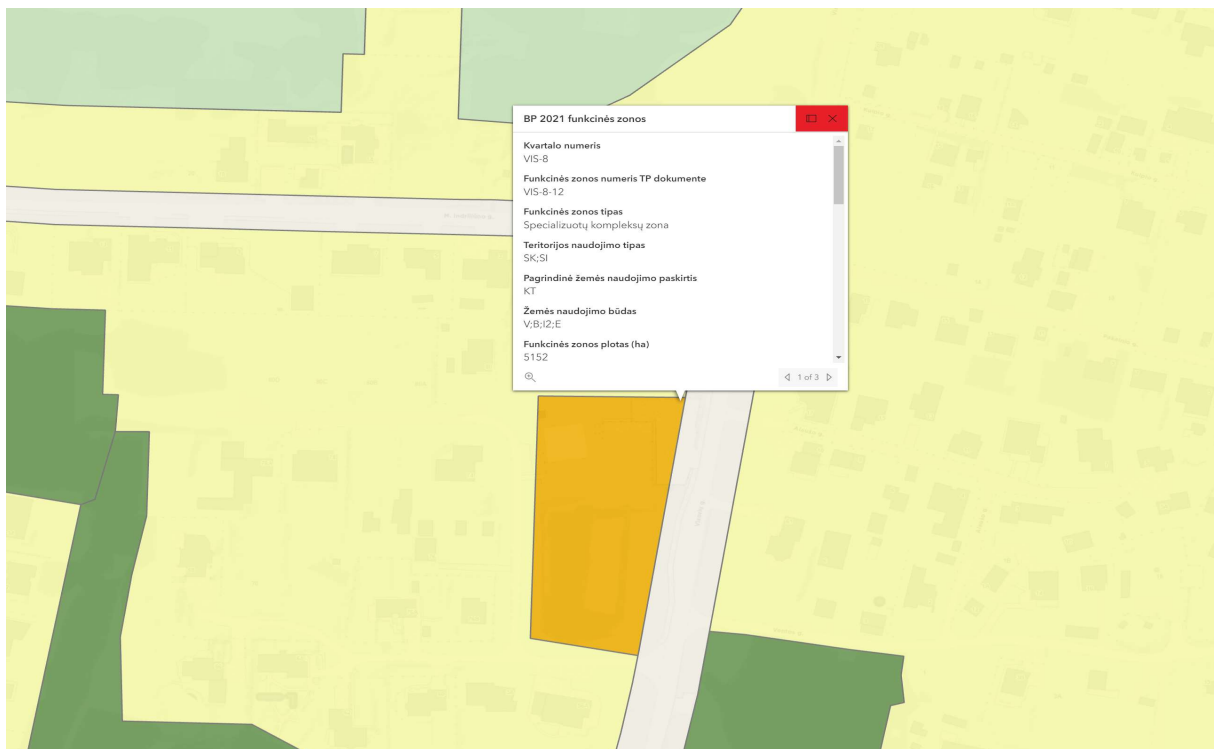 BP 2021 funkcinės zonos
Kvartalo numeris
VIS-8
Funkcinės zonos numeris TP dokumente
VIS-8-12
Funkcinės zonos tipas
Specializuotų kompleksų zona
Teritorijos naudojimo tipas
SK;SI
Pagrindinė žemės naudojimo paskirtis
KT
Žemės naudojimo būdas
V;B;I2;E
Funkcinės zonos plotas (ha)
5152
1 of 3